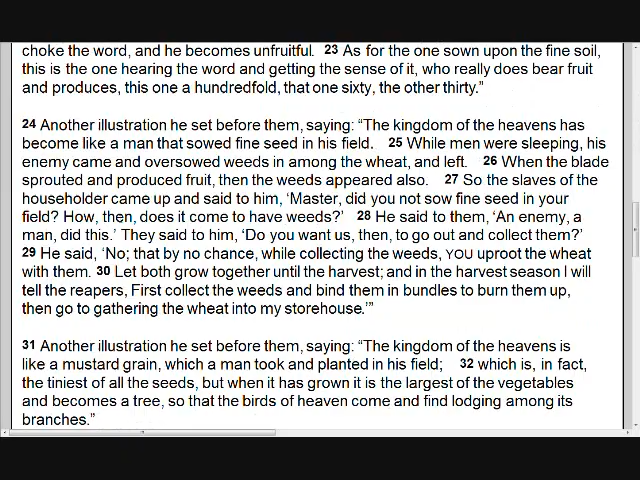 choke the word, and he becomes unfruitful. 23 As for the one sown upon the fine soil,
this is the one hearing the word and getting the sense of it, who really does bear fruit
and produces, this one a hundredfold, that one sixty, the other thirty.”
24 Another illustration he set before them, saying: “The kingdom of the heavens has
become like a man that sowed fine seed in his field. 25 While men were sleeping, his
enemy came and oversowed weeds in among the wheat, and left. 26 When the blade
sprouted and produced fruit, then the weeds appeared also. 27 So the slaves of the
householder came up and said to him, ‘Master, did you not sow fine seed in your
field? How, then, does it come to have weeds?’ 28 He said to them, ‘An enemy, a
man, did this.’ They said to him, ‘Do you want us, then, to go out and collect them?’
29 He said, ‘No; that by no chance, while collecting the weeds, YOU uproot the wheat
with them. 30 Let both grow together until the harvest; and in the harvest season I will
tell the reapers, First collect the weeds and bind them in bundles to burn them up,
then go to gathering the wheat into my storehouse.’”
31 Another illustration he set before them, saying: “The kingdom of the heavens is
like a mustard grain, which a man took and planted in his field; 32 which is, in fact,
the tiniest of all the seeds, but when it has grown it is the largest of the vegetables
and becomes a tree, so that the birds of heaven come and find lodging among its
branches.”